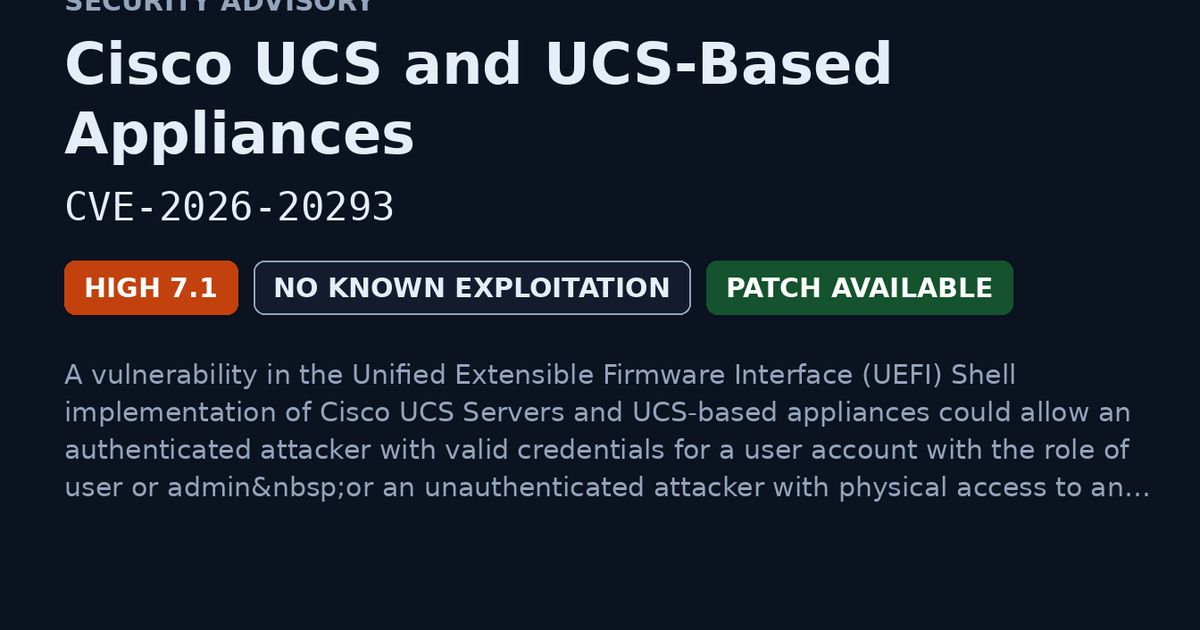 SECURITY ADVISORY
Cisco UCS and UCS-Based
Appliances
CVE-2026-20293
HIGH 7.1
NO KNOWN EXPLOITATION
PATCH AVAILABLE
A vulnerability in the Unified Extensible Firmware Interface (UEFI) Shell
implementation of Cisco UCS Servers and UCS-based appliances could allow an
authenticated attacker with valid credentials for a user account with the role of
user or admin&nbsp;or an unauthenticated attacker with physical access to an…